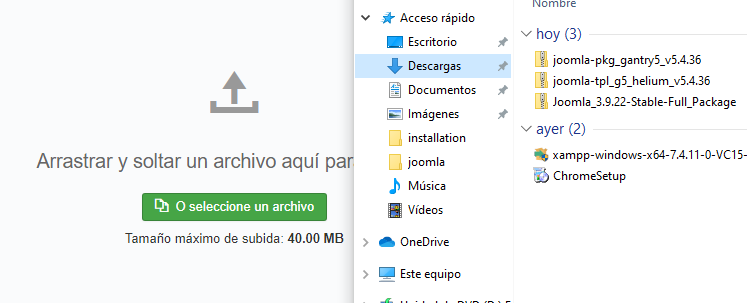 Arrastrar y soltar un archivo aquí par
O seleccione un archivo
Tamaño máximo de subida: 40.00 MB
Acceso rápido
Escritorio
Descargas
Documentos
Imágenes
installation
joomla
Música
Vídeos
OneDrive
Este equipo
Nombre
hoy (3)
joomla-pkg_gantry5_v5.4.36
joomla-tpl_g5_helium_v5.4.36
Joomla_3.9.22-Stable-Full_Package
ayer (2)
xampp-windows-x64-7.4.11-0-VC15-
ChromeSetup